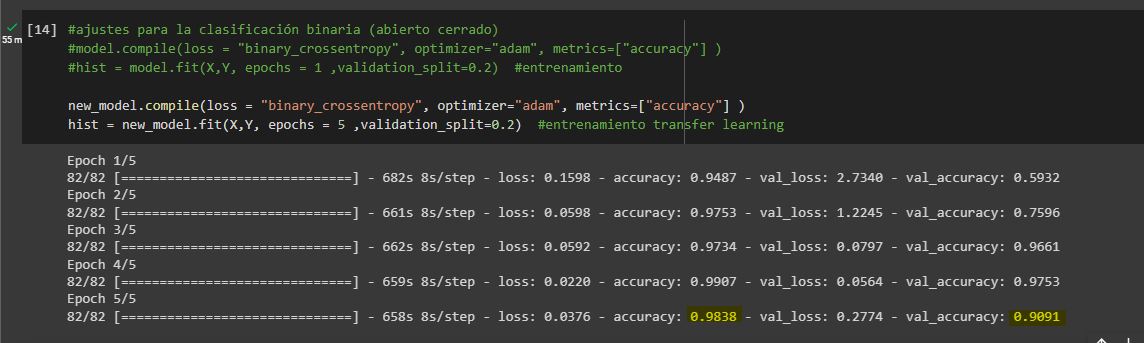 [14] #ajustes para la clasificación binaria (abierto cerrado)
55 m #model.compile(loss = "binary_crossentropy", optimizer="adam", metrics=["accuracy"] )
#hist = model.fit(X,Y, epochs = 1 ,validation_split=0.2)  #entrenamiento
new_model.compile(loss = "binary_crossentropy", optimizer="adam", metrics=["accuracy"] )
hist = new_model.fit(X,Y, epochs = 5 ,validation_split=0.2)  #entrenamiento transfer learning
Epoch 1/5
82/82 [==============================] - 682s 8s/step - loss: 0.1598 - accuracy: 0.9487 - val_loss: 2.7340 - val_accuracy: 0.5932
Epoch 2/5
82/82 [==============================] - 661s 8s/step - loss: 0.0598 - accuracy: 0.9753 - val_loss: 1.2245 - val_accuracy: 0.7596
Epoch 3/5
82/82 [==============================] - 662s 8s/step - loss: 0.0592 - accuracy: 0.9734 - val_loss: 0.0797 - val_accuracy: 0.9661
Epoch 4/5
82/82 [==============================] - 659s 8s/step - loss: 0.0220 - accuracy: 0.9907 - val_loss: 0.0564 - val_accuracy: 0.9753
Epoch 5/5
82/82 [==============================] - 658s 8s/step - loss: 0.0376 - accuracy: 0.9838 - val_loss: 0.2774 - val_accuracy: 0.9091